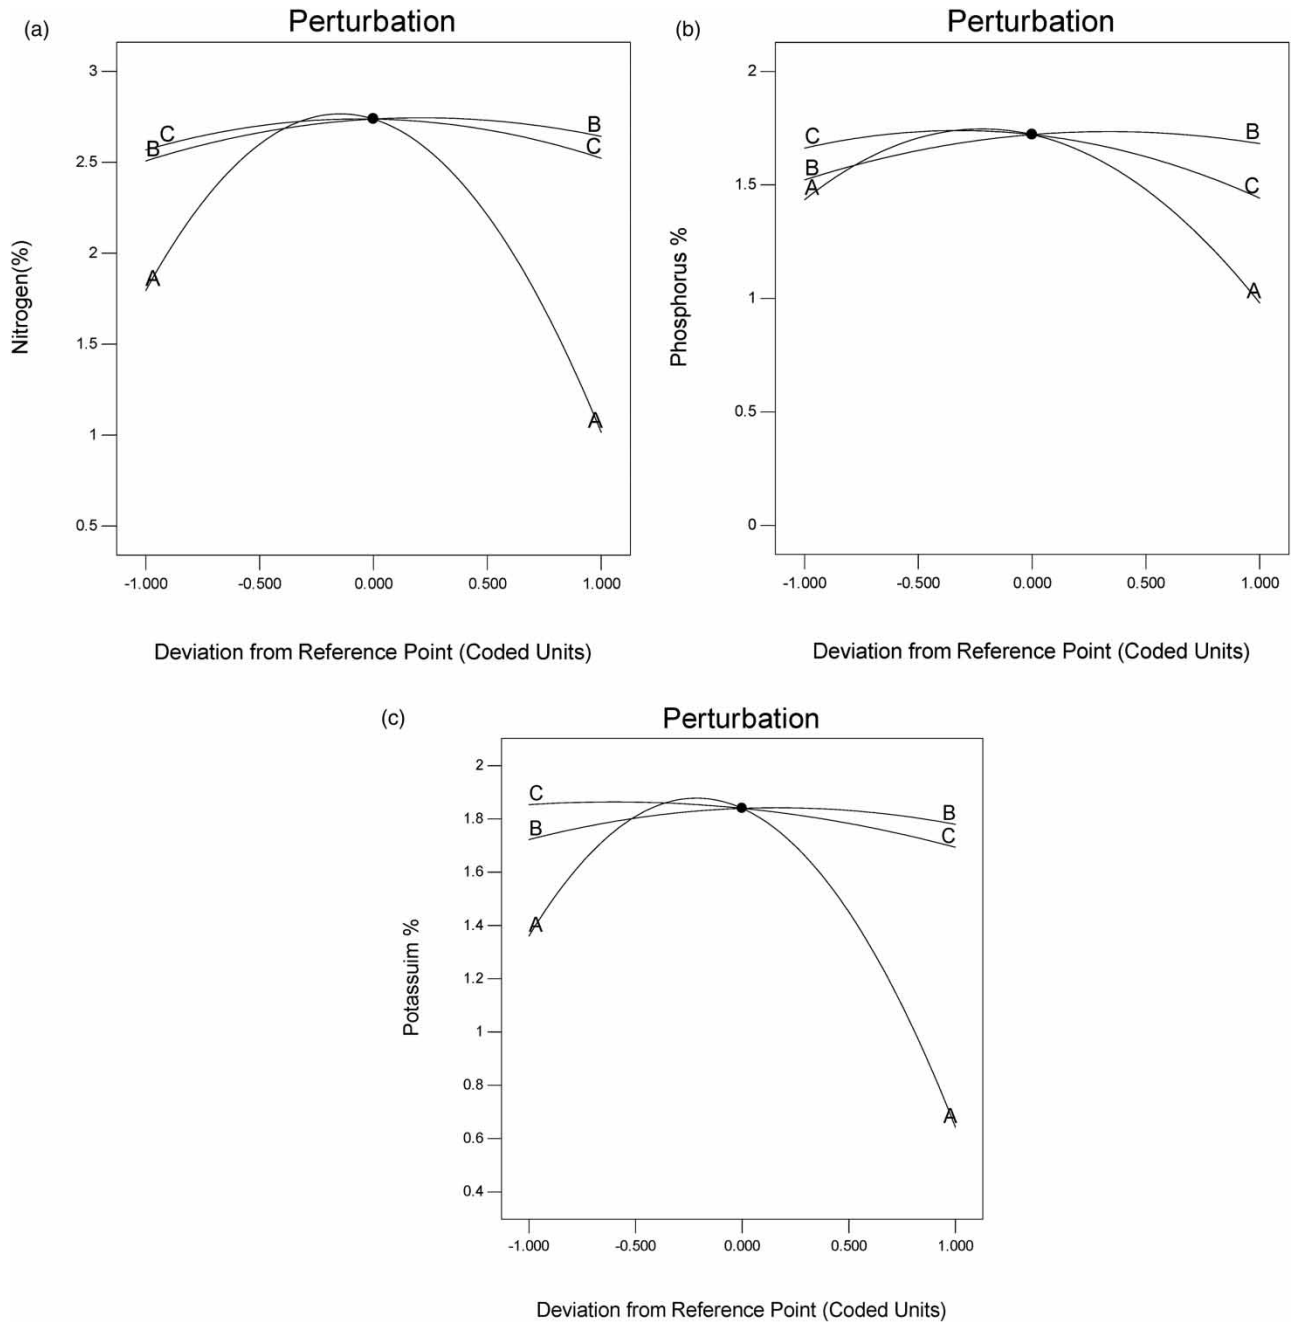 (a)
Perturbation
3
2.5
2
1.5
1
0.5
Nitrogen(%)
C
B
A
B
C
A
-1.000 -0.500 0.000 0.500 1.000
Deviation from Reference Point (Coded Units)
(b)
Perturbation
2
1.5
1
0.5
0
Phosphorus %
C
B
A
B
C
A
-1.000 -0.500 0.000 0.500 1.000
Deviation from Reference Point (Coded Units)
(c)
Perturbation
2
1.8
1.6
1.4
1.2
1
0.8
0.6
0.4
Potassuim %
C
B
A
B
C
A
-1.000 -0.500 0.000 0.500 1.000
Deviation from Reference Point (Coded Units)